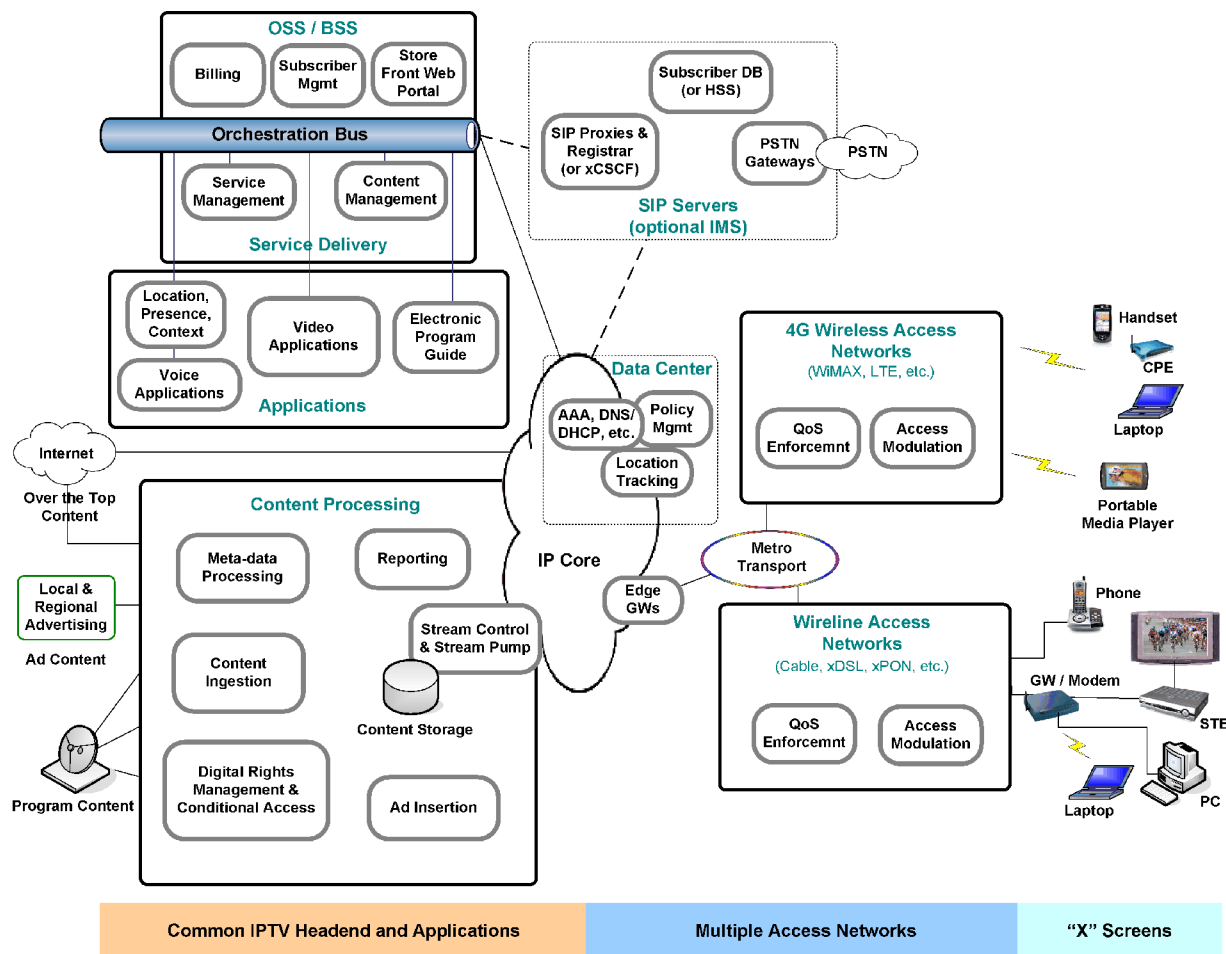 OSS / BSS
Billing
Subscriber
Mgmt
Store
Front Web
Portal
Orchestration Bus
Service
Management
Content
Management
Service Delivery
Subscriber DB
(or HSS)
SIP Proxies &
Registrar
(or xCSCF)
PSTN
Gateways
PSTN
SIP Servers
(optional IMS)
Location,
Presence,
Context
Voice
Applications
Video
Applications
Electronic
Program
Guide
Applications
Data Center
AAA, DNS/
DHCP, etc.
Policy
Mgmt
Location
Tracking
IP Core
Edge
GWs
Metro
Transport
4G Wireless Access
Networks
(WiMAX, LTE, etc.)
QoS
Enforcemnt
Access
Modulation
Handset
CPE
Laptop
Portable
Media Player
Internet
Over the Top
Content
Local &
Regional
Advertising
Ad Content
Program Content
Content Processing
Meta-data
Processing
Reporting
Content
Ingestion
Stream Control
& Stream Pump
Content Storage
Digital Rights
Management &
Conditional Access
Ad Insertion
Wireline Access
Networks
(Cable, xDSL, xPON, etc.)
QoS
Enforcemnt
Access
Modulation
Phone
GW / Modem
STB
Laptop
PC
Common IPTV Headend and Applications
Multiple Access Networks
“X” Screens